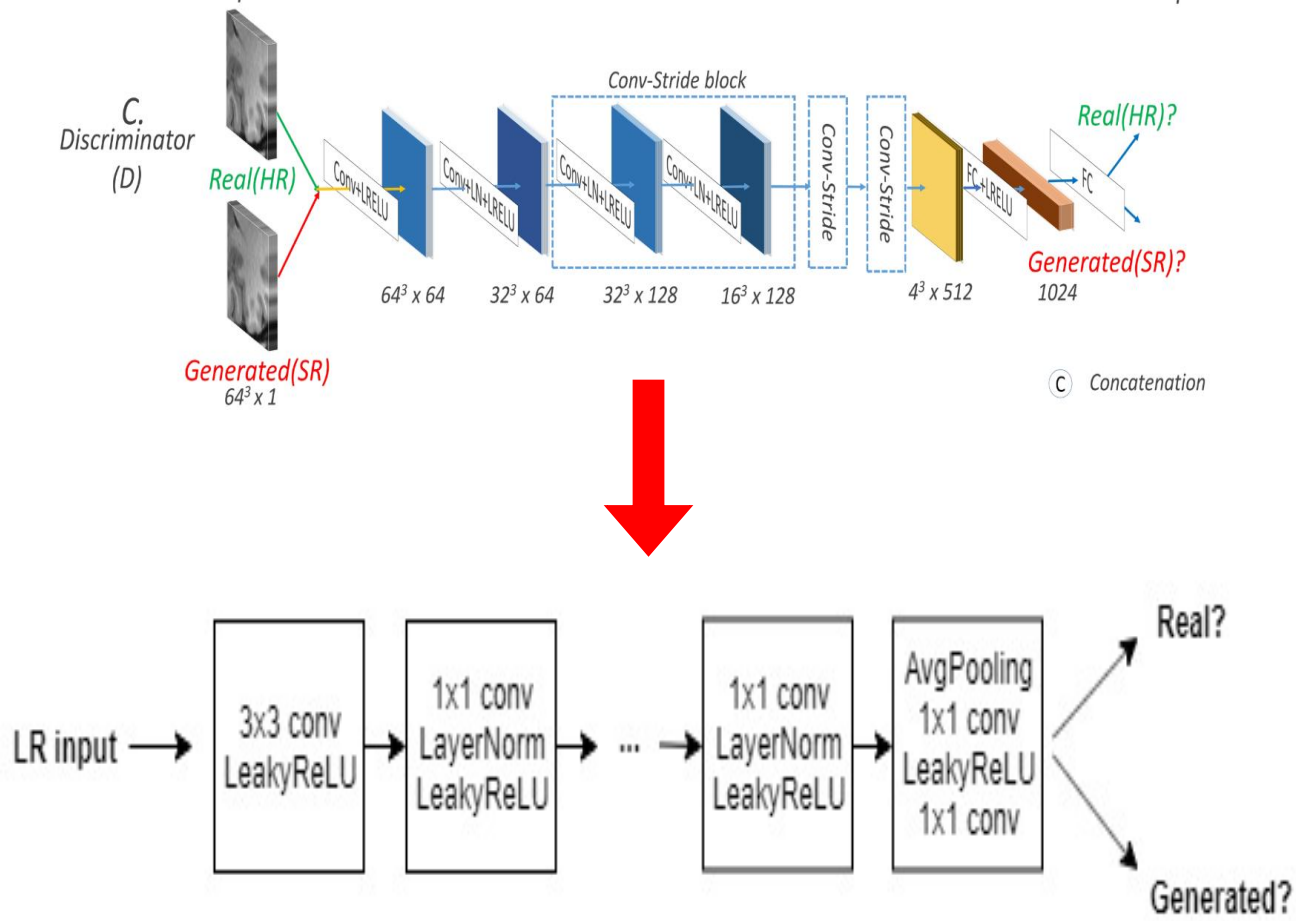 C.
Discriminator
(D)
Real(HR)
Generated(SR)
64³ x 1
Conv-Stride block
Conv+LRELU
Conv+LN+LRELU
Conv+LN+LRELU
Conv+LN+LRELU
Conv-Stride
Conv-Stride
FC +LRELU
FC
64³ x 64
32³ x 64
32³ x 128
16³ x 128
4³ x 512
1024
Real(HR)?
Generated(SR)?
C Concatenation
LR input
3x3 conv
LeakyReLU
1x1 conv
LayerNorm
LeakyReLU
...
1x1 conv
LayerNorm
LeakyReLU
AvgPooling
1x1 conv
LeakyReLU
1x1 conv
Real?
Generated?